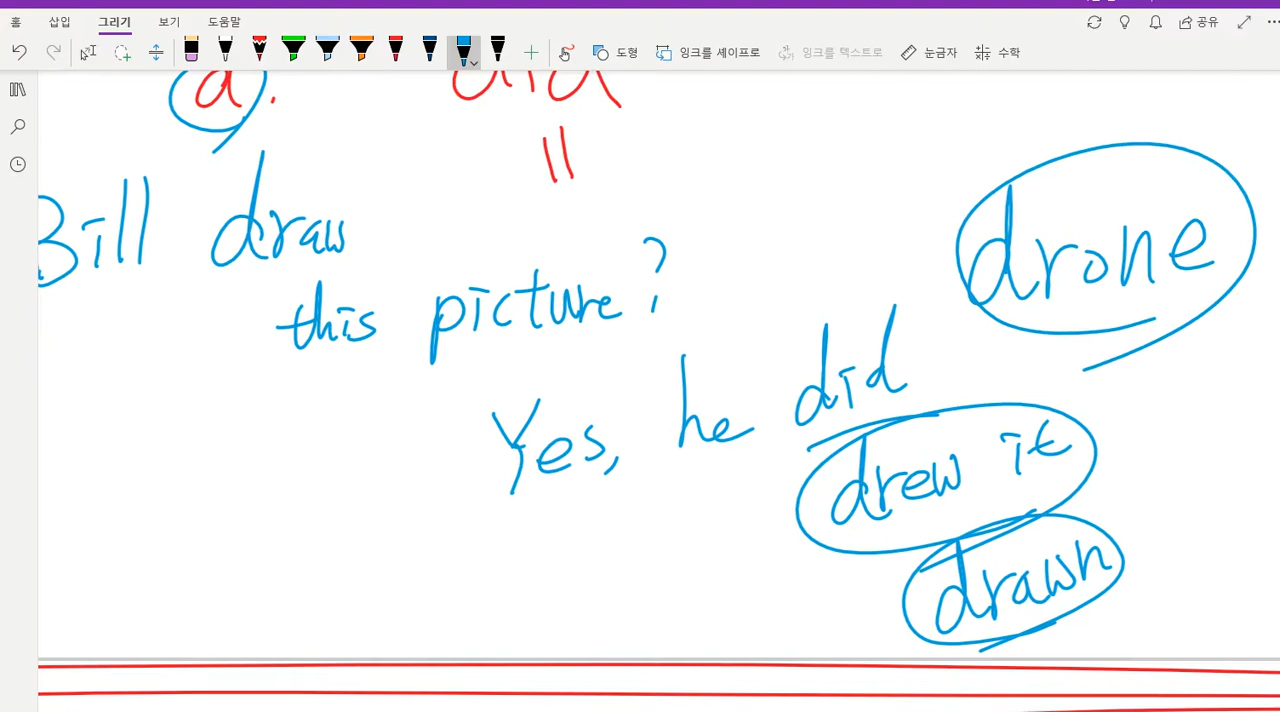 홈 삽입 그리기 보기 도움말 공유
도형 잉크를 셰이프로 잉크를 텍스트로 눈금자 수학
a. did
Bill draw
this picture?
drone
Yes, he did
drew it
drawn